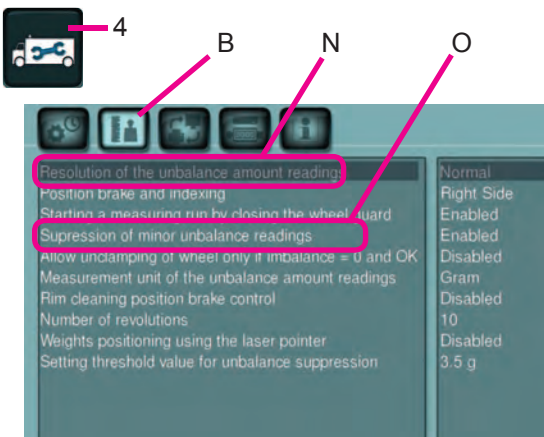 4
B N O
Resolution of the unbalance amount readings Normal
Position brake and indexing Right Side
Starting a measuring run by closing the wheel guard Enabled
Supression of minor unbalance readings Enabled
Allow unclamping of wheel only if imbalance = 0 and OK Disabled
Measurement unit of the unbalance amount readings Gram
Rim cleaning position brake control Disabled
Number of revolutions 10
Weights positioning using the laser pointer Disabled
Setting threshold value for unbalance suppression 3.5 g